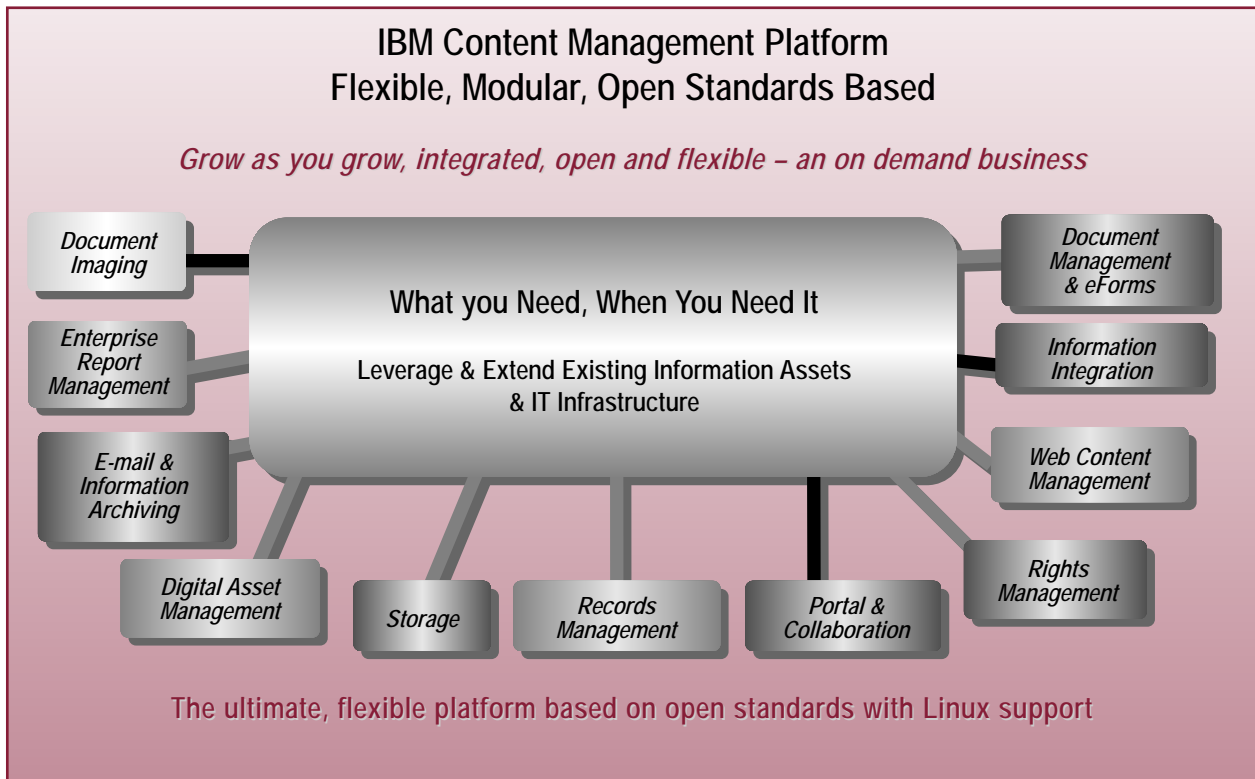 IBM Content Management Platform
Flexible, Modular, Open Standards Based
Grow as you grow, integrated, open and flexible – an on demand business
Document
Imaging
Enterprise
Report
Management
E-mail &
Information
Archiving
Digital Asset
Management
Storage
Records
Management
Portal &
Collaboration
Rights
Management
Web Content
Management
Information
Integration
Document
Management
& eForms
What you Need, When You Need It
Leverage & Extend Existing Information Assets
& IT Infrastructure
The ultimate, flexible platform based on open standards with Linux support